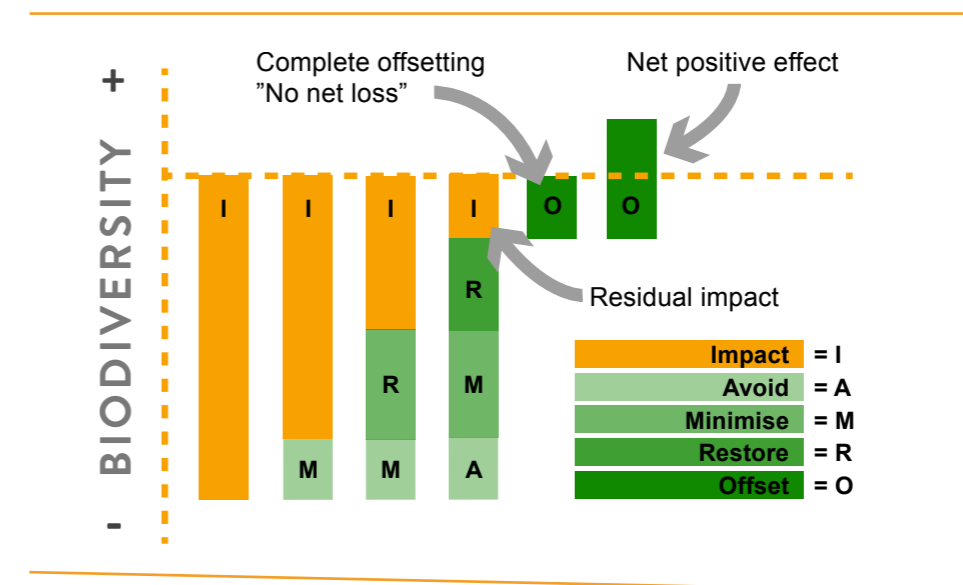 Complete offsetting
”No net loss”
Net positive effect
+
BIODIVERSITY
-
I I I I O O
R
R M
M M A
Residual impact
Impact = I
Avoid = A
Minimise = M
Restore = R
Offset = O